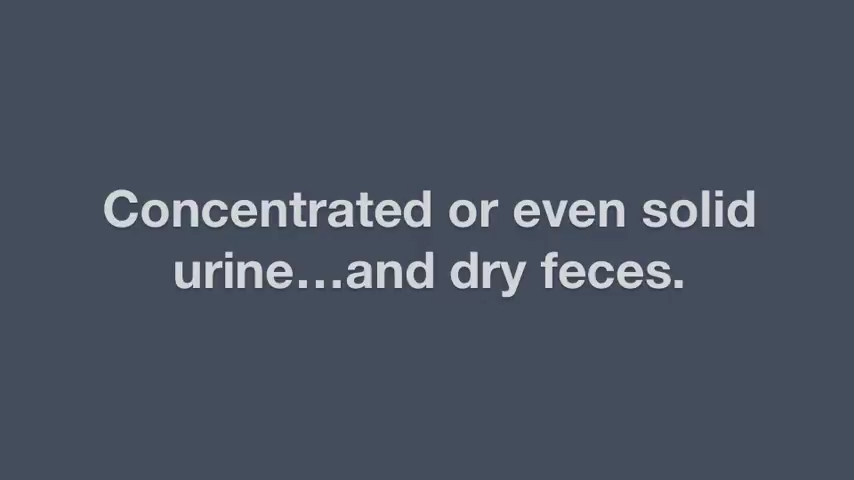 Concentrated or even solid
urine…and dry feces.